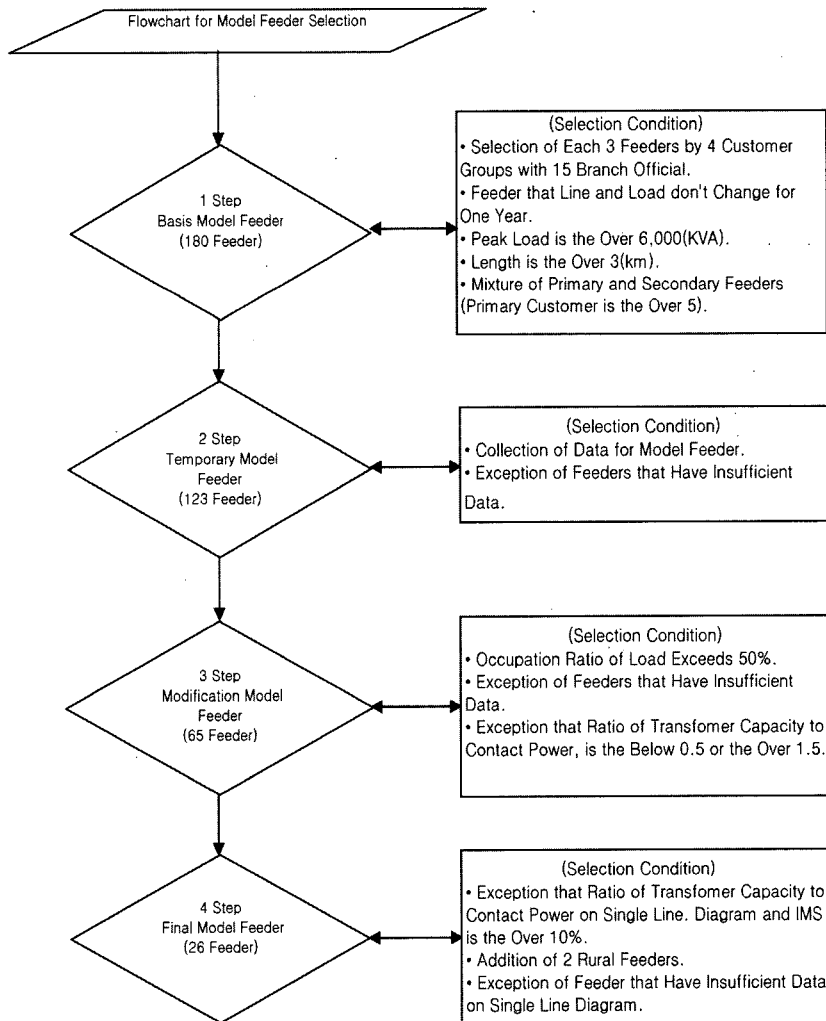 Flowchart for Model Feeder Selection
1 Step
Basis Model Feeder
(180 Feeder)
(Selection Condition)
• Selection of Each 3 Feeders by 4 Customer
Groups with 15 Branch Official.
• Feeder that Line and Load don't Change for
One Year.
• Peak Load is the Over 6,000(KVA).
• Length is the Over 3(km).
• Mixture of Primary and Secondary Feeders
(Primary Customer is the Over 5).
2 Step
Temporary Model
Feeder
(123 Feeder)
(Selection Condition)
• Collection of Data for Model Feeder.
• Exception of Feeders that Have Insufficient
Data.
3 Step
Modification Model
Feeder
(65 Feeder)
(Selection Condition)
• Occupation Ratio of Load Exceeds 50%.
• Exception of Feeders that Have Insufficient
Data.
• Exception that Ratio of Transfomer Capacity to
Contact Power, is the Below 0.5 or the Over 1.5.
4 Step
Final Model Feeder
(26 Feeder)
(Selection Condition)
• Exception that Ratio of Transfomer Capacity to
Contact Power on Single Line. Diagram and IMS
is the Over 10%.
• Addition of 2 Rural Feeders.
• Exception of Feeder that Have Insufficient Data
on Single Line Diagram.